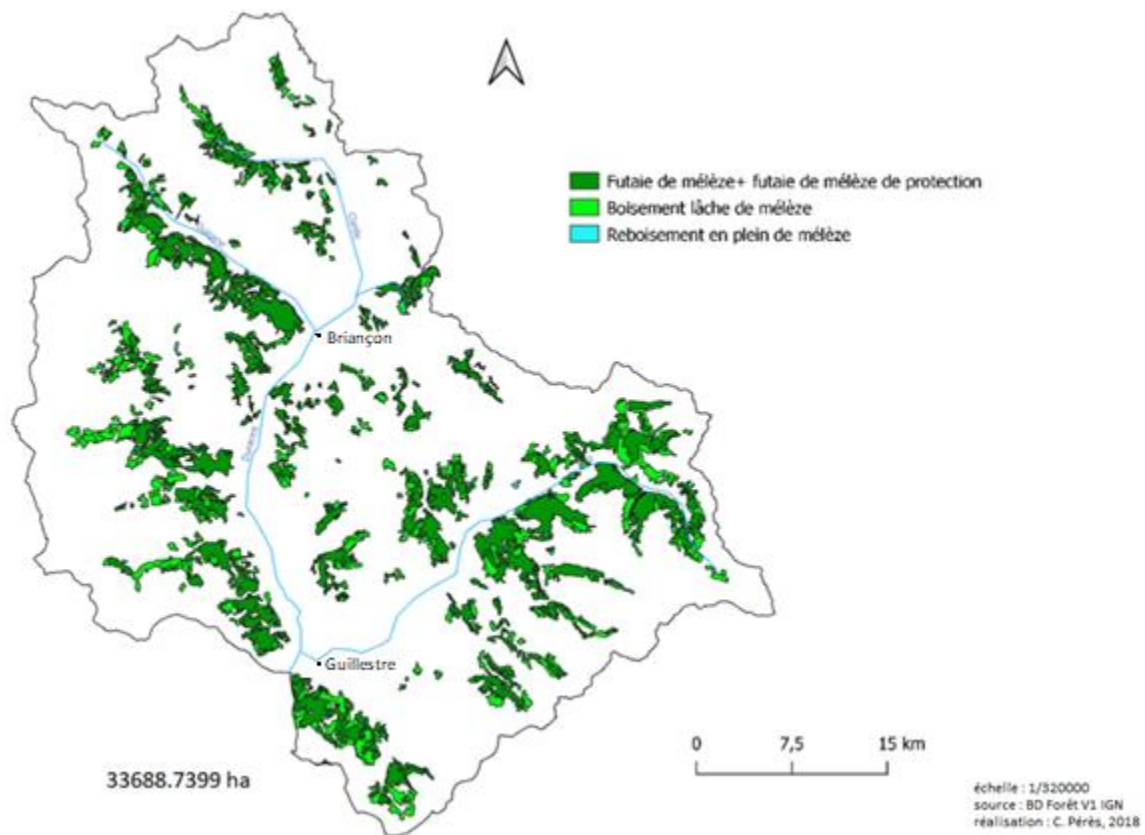 Futaie de mélèze+ futaie de mélèze de protection
Boisement lâche de mélèze
Reboisement en plein de mélèze
Briançon
Durance
Guillestre
0 7,5 15 km
33688.7399 ha
échelle : 1/320000
source : BD Forêt V1 IGN
réalisation : C. Pérès, 2018